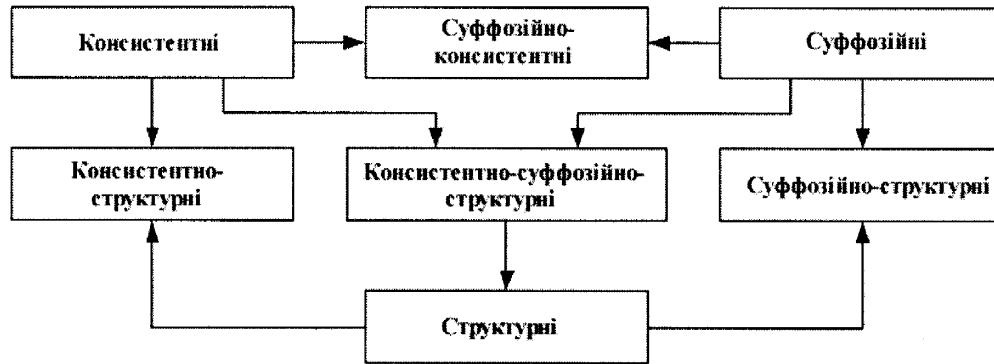 Консистентні
Суффозійно-
консистентні
Суффозійні
Консистентно-
структурні
Консистентно-суффозійно-
структурні
Суффозійно-структурні
Структурні